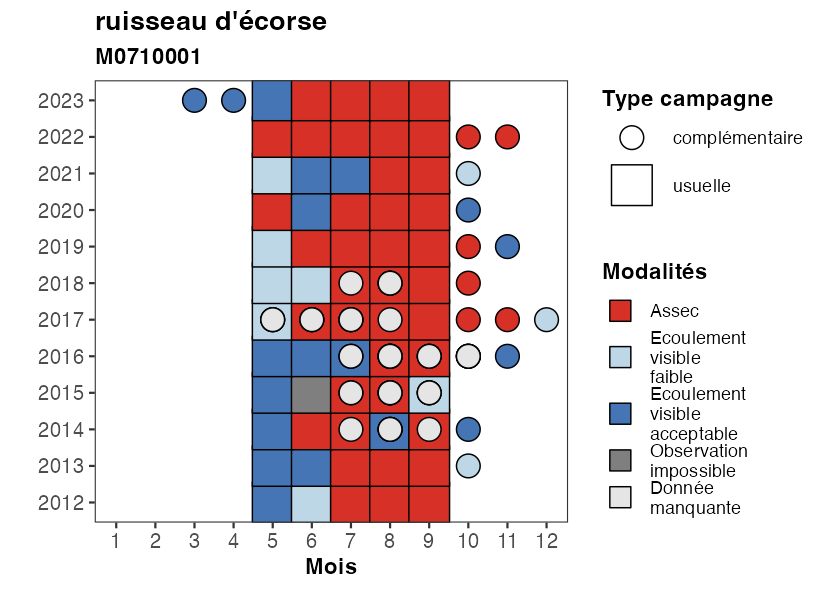 ruisseau d'écorse
M0710001
2023
2022
2021
2020
2019
2018
2017
2016
2015
2014
2013
2012
1 2 3 4 5 6 7 8 9 10 11 12
Mois
Type campagne
complémentaire
usuelle
Modalités
Assec
Ecoulement
visible
faible
Ecoulement
visible
acceptable
Observation
impossible
Donnée
manquante